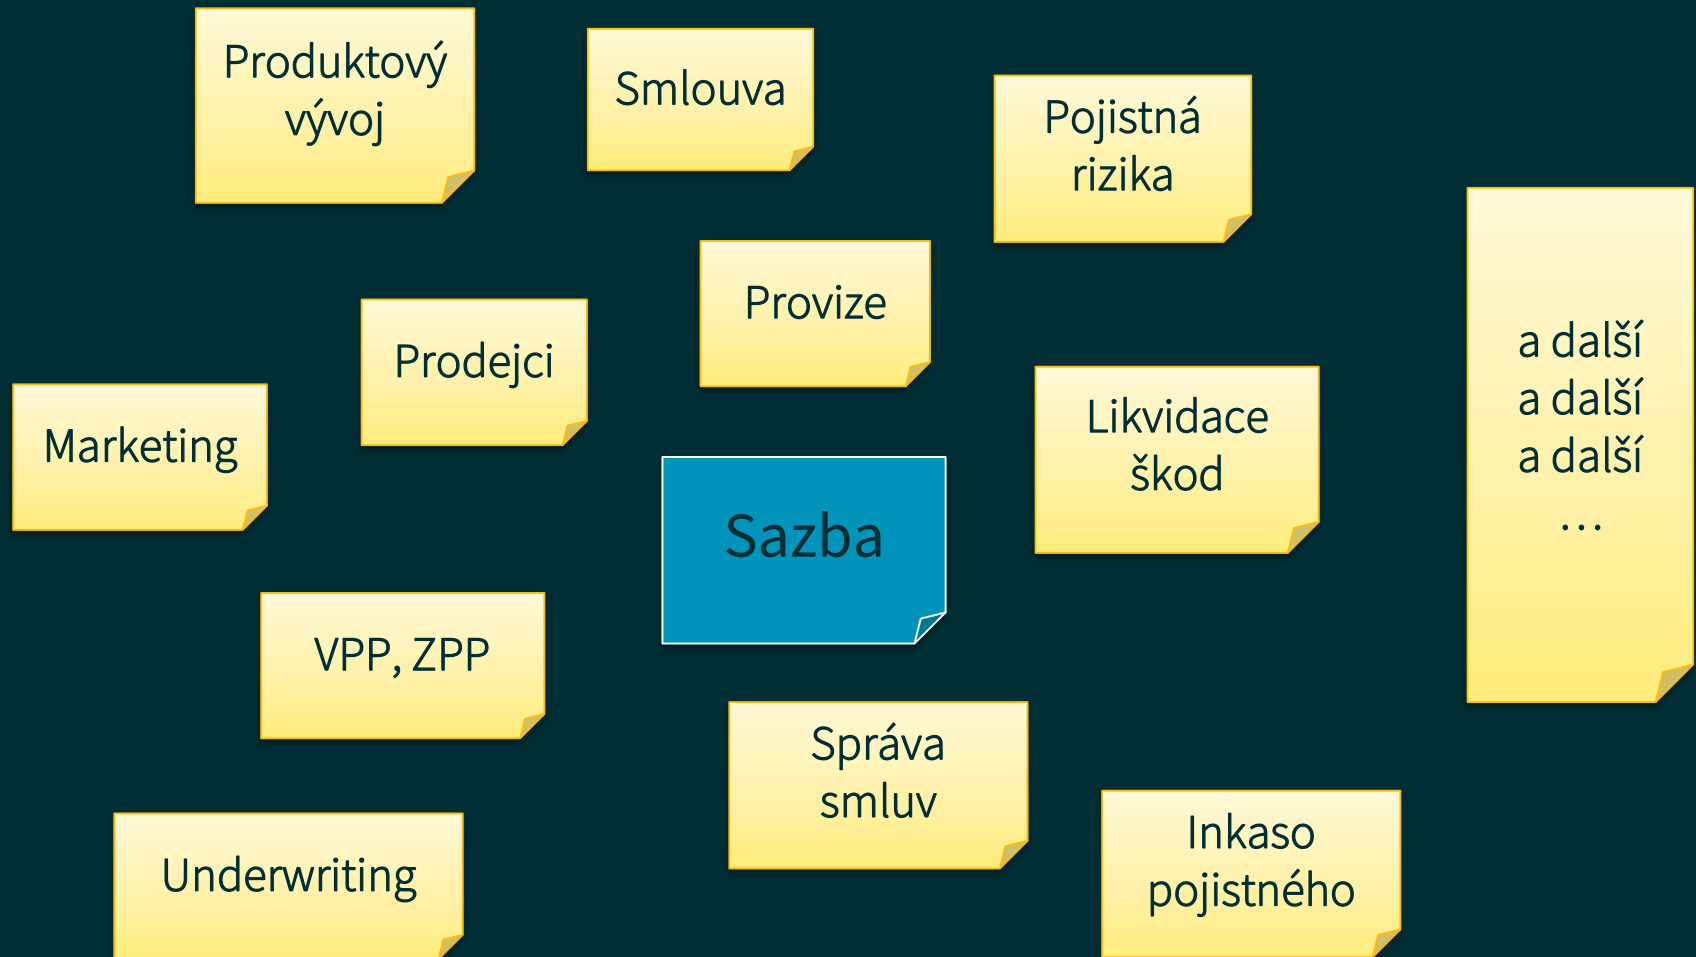 Produktový
vývoj
Smlouva
Pojistná
rizika
Provize
Prodejci
a další
a další
a další
…
Marketing
Likvidace
škod
Sazba
VPP, ZPP
Správa
smluv
Underwriting
Inkaso
pojistného